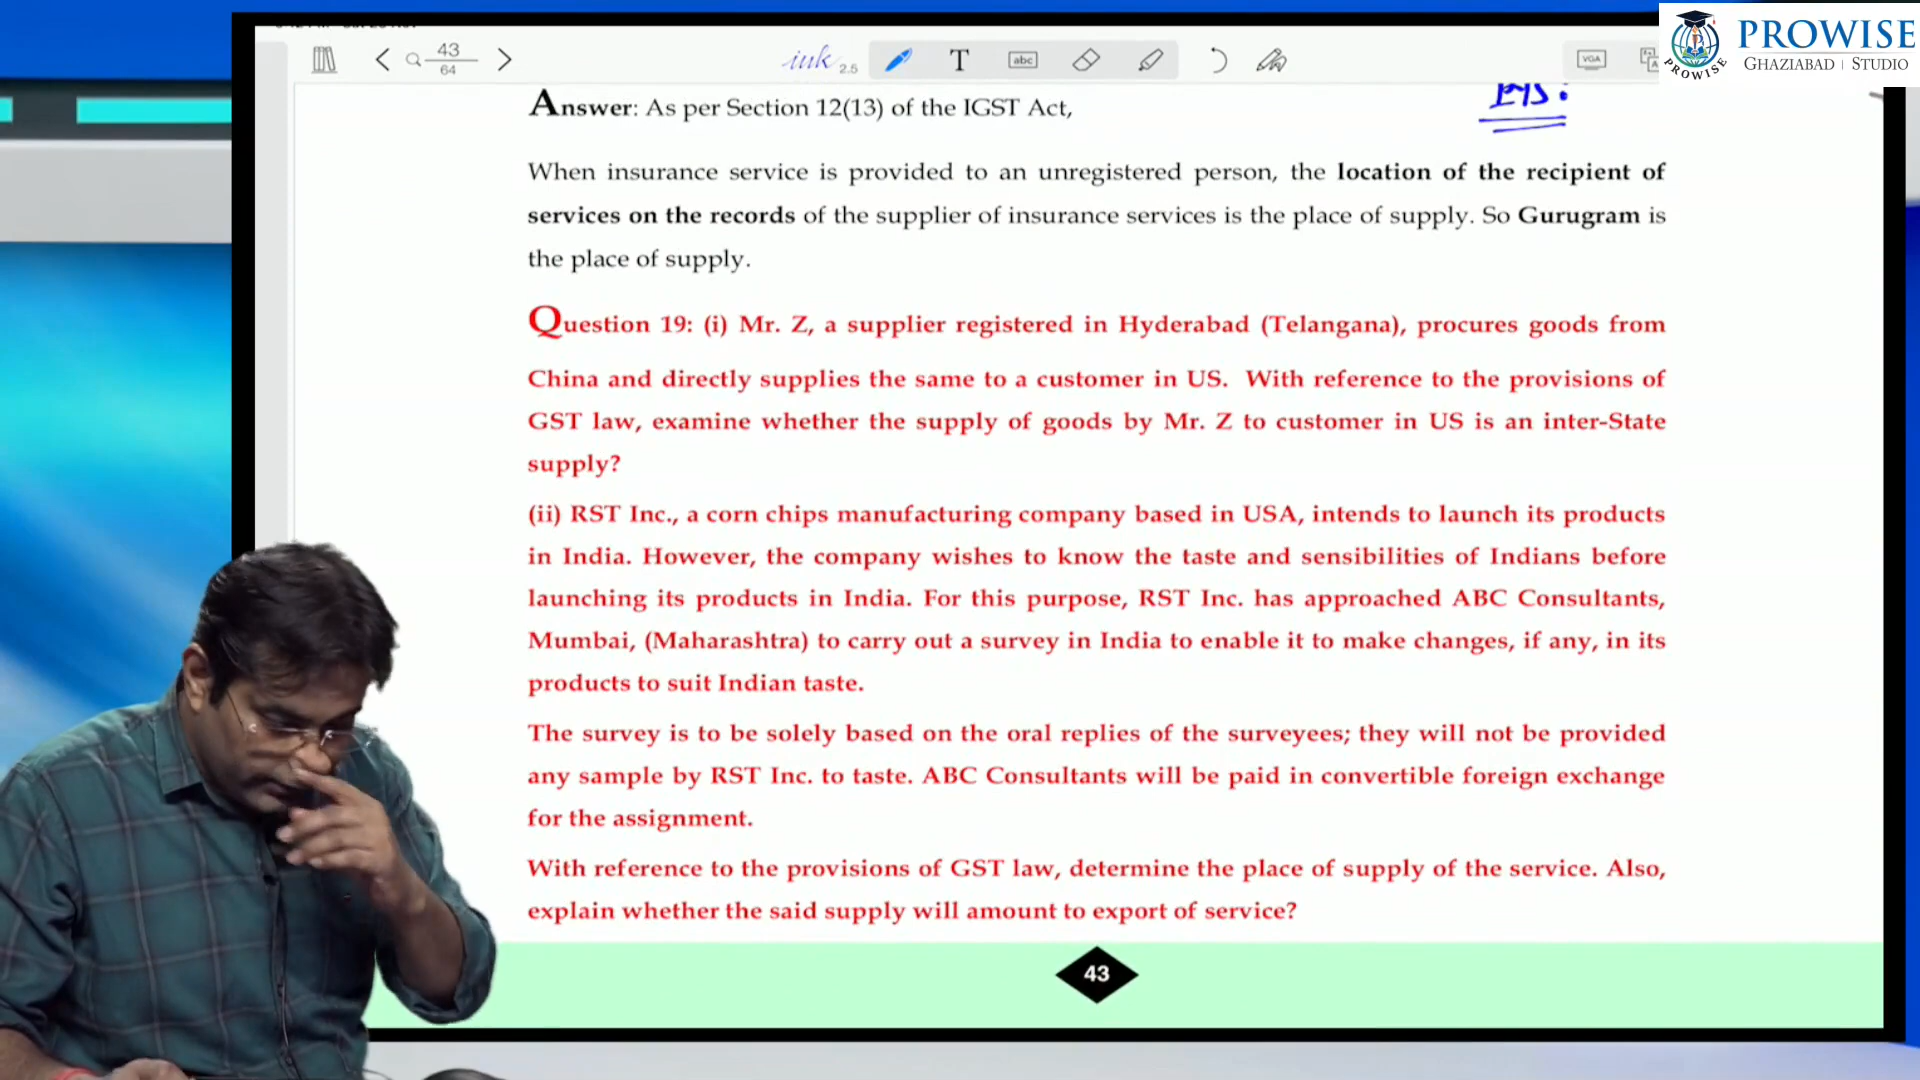 PROWISE
GHAZIABAD | STUDIO
PROWISE
43
64
ink 2.5
T
abc
VGA
Answer: As per Section 12(13) of the IGST Act,
When insurance service is provided to an unregistered person, the location of the recipient of
services on the records of the supplier of insurance services is the place of supply. So Gurugram is
the place of supply.
Question 19: (i) Mr. Z, a supplier registered in Hyderabad (Telangana), procures goods from
China and directly supplies the same to a customer in US. With reference to the provisions of
GST law, examine whether the supply of goods by Mr. Z to customer in US is an inter-State
supply?
(ii) RST Inc., a corn chips manufacturing company based in USA, intends to launch its products
in India. However, the company wishes to know the taste and sensibilities of Indians before
launching its products in India. For this purpose, RST Inc. has approached ABC Consultants,
Mumbai, (Maharashtra) to carry out a survey in India to enable it to make changes, if any, in its
products to suit Indian taste.
The survey is to be solely based on the oral replies of the surveyees; they will not be provided
any sample by RST Inc. to taste. ABC Consultants will be paid in convertible foreign exchange
for the assignment.
With reference to the provisions of GST law, determine the place of supply of the service. Also,
explain whether the said supply will amount to export of service?
43